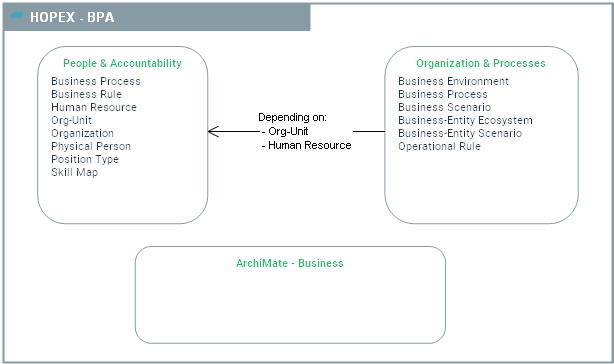 HOPEX - BPA
People & Accountability
Business Process
Business Rule
Human Resource
Org-Unit
Organization
Physical Person
Position Type
Skill Map
Depending on:
- Org-Unit
- Human Resource
Organization & Processes
Business Environment
Business Process
Business Scenario
Business-Entity Ecosystem
Business-Entity Scenario
Operational Rule
ArchiMate - Business